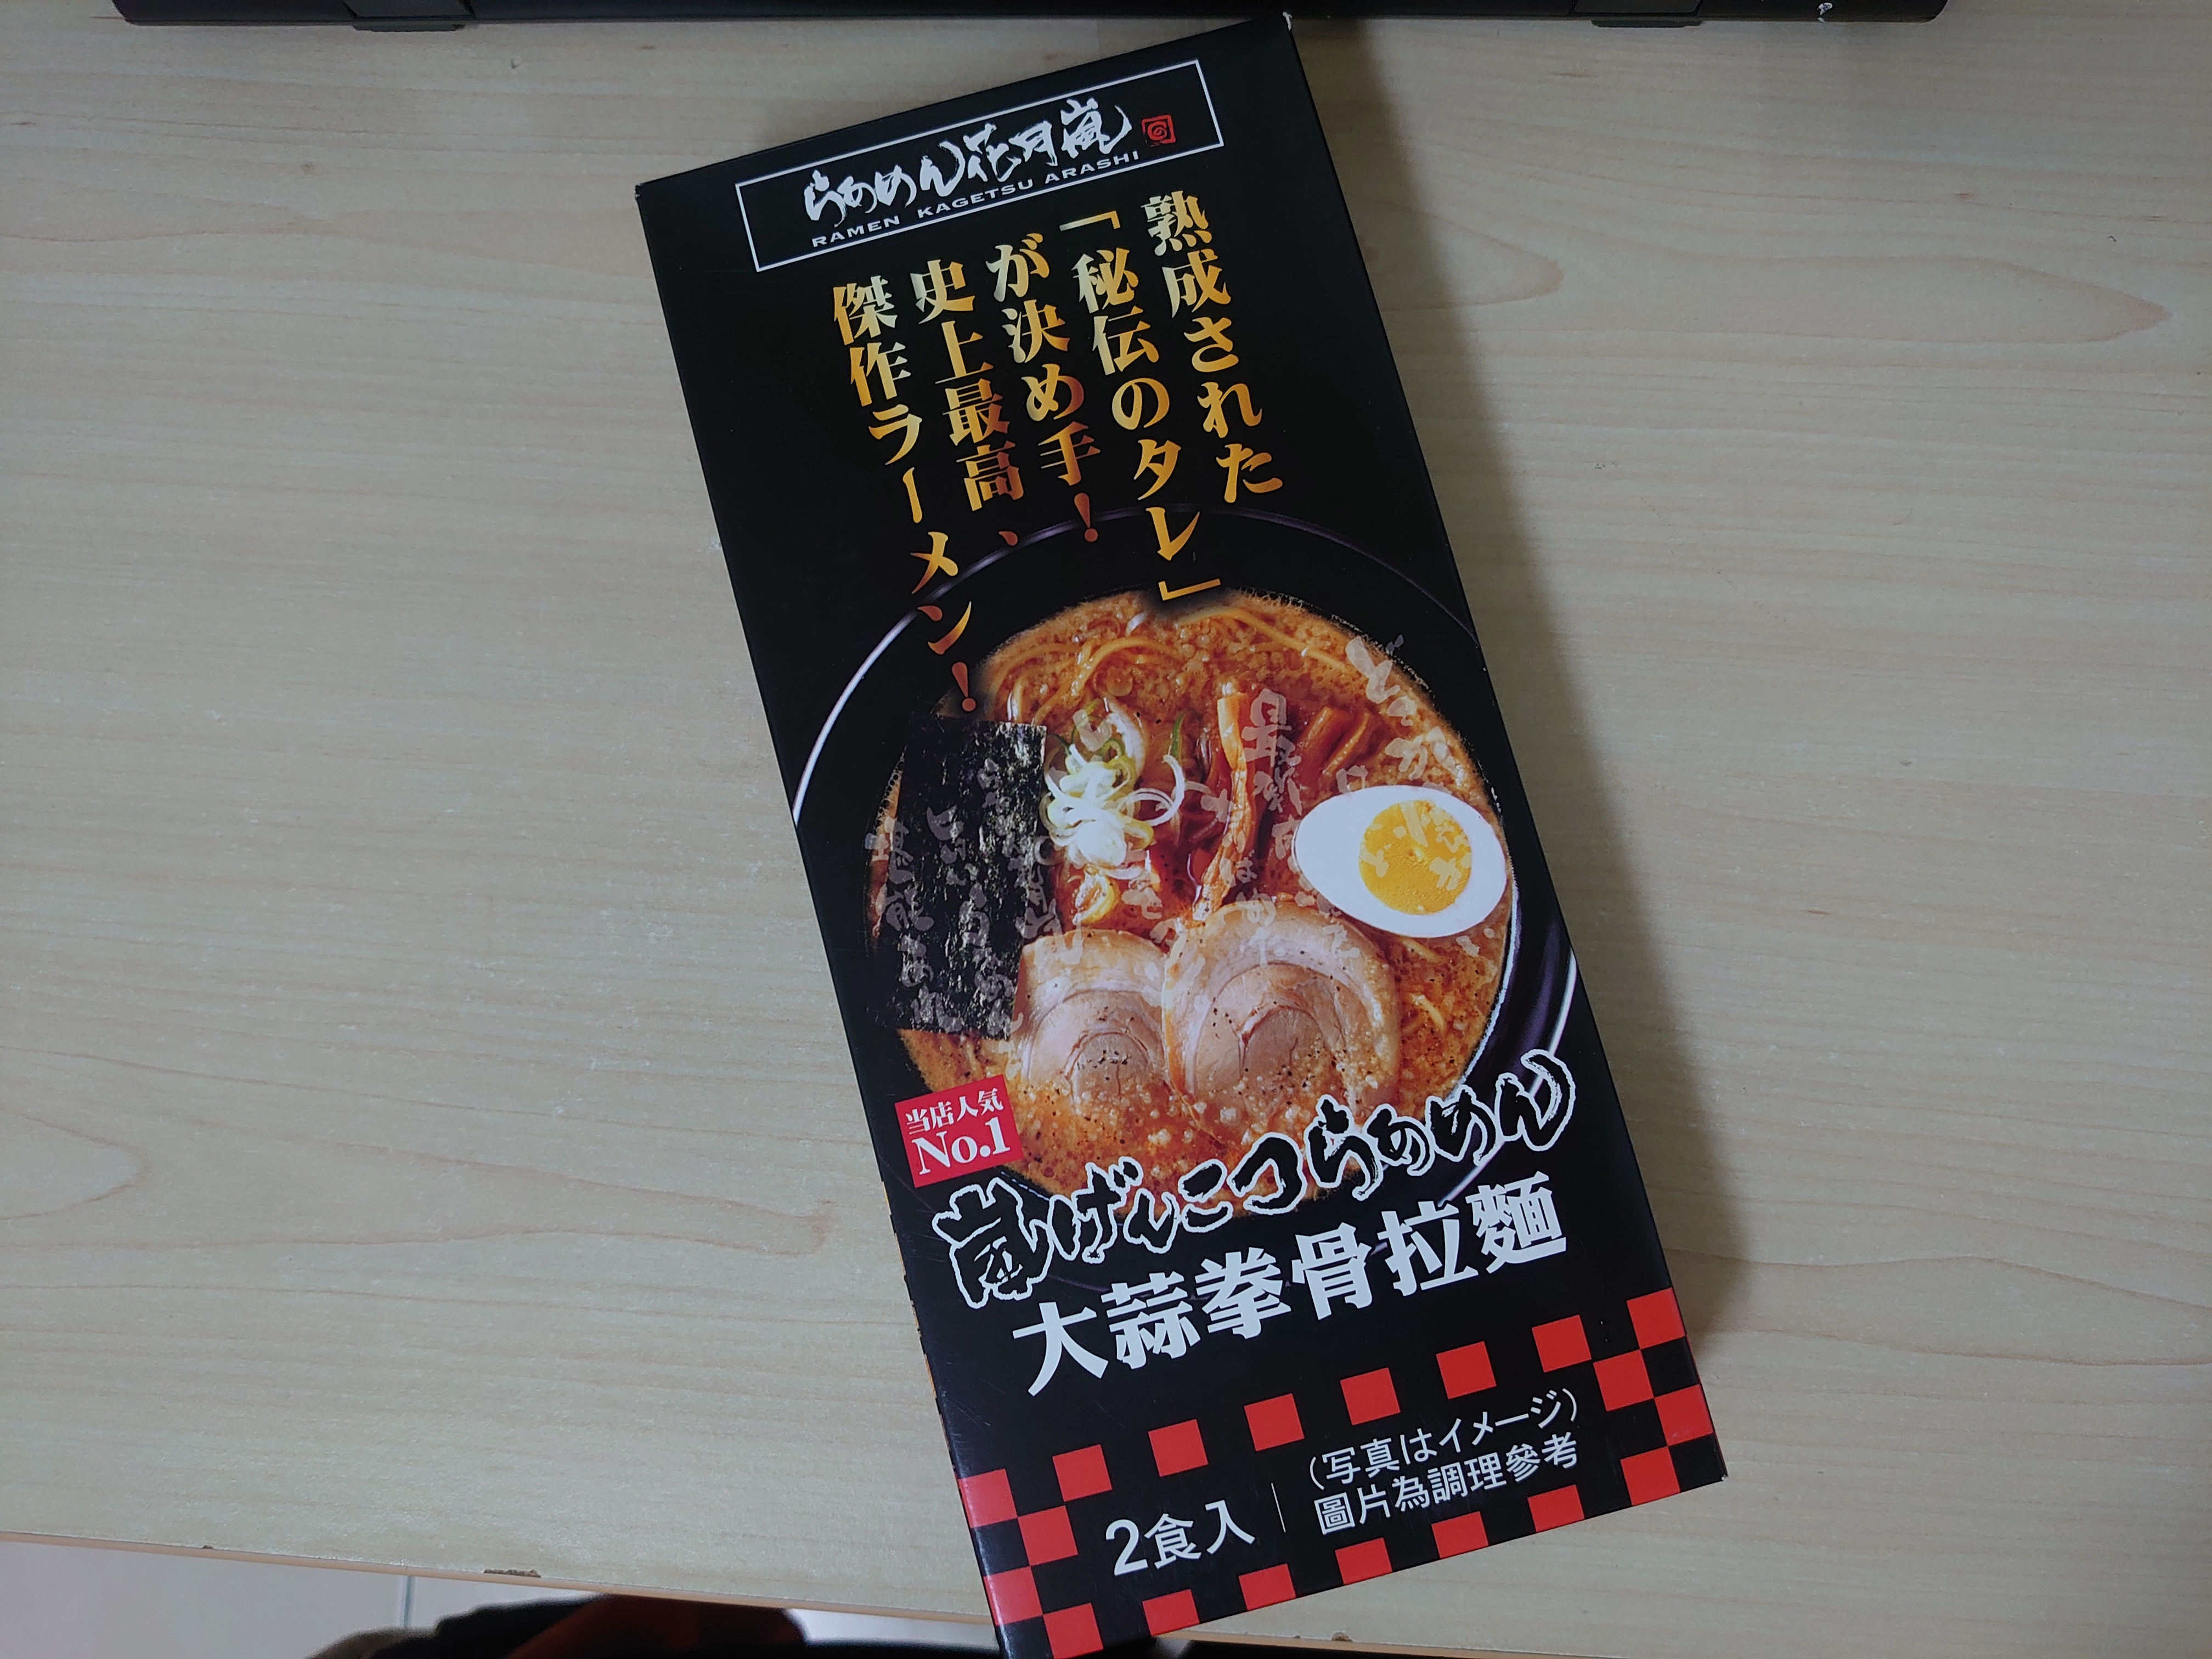 らあめん花月嵐
RAMEN KAGETSU ARASHI
熟成された
「秘伝のタレ」
が決め手！
史上最高、
傑作ラーメン！
当店人気
No.1
嵐げんこつらあめん
大蒜拳骨拉麵
2食入
（写真はイメージ）
圖片為調理參考